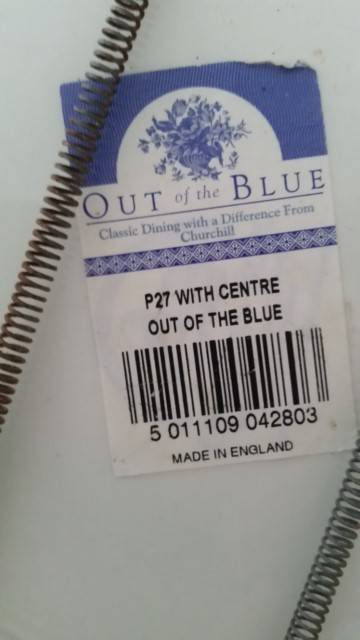 OUT of the BLUE
Classic Dining with a Difference From
Churchill
P27 WITH CENTRE
OUT OF THE BLUE
5 011109 042803
MADE IN ENGLAND